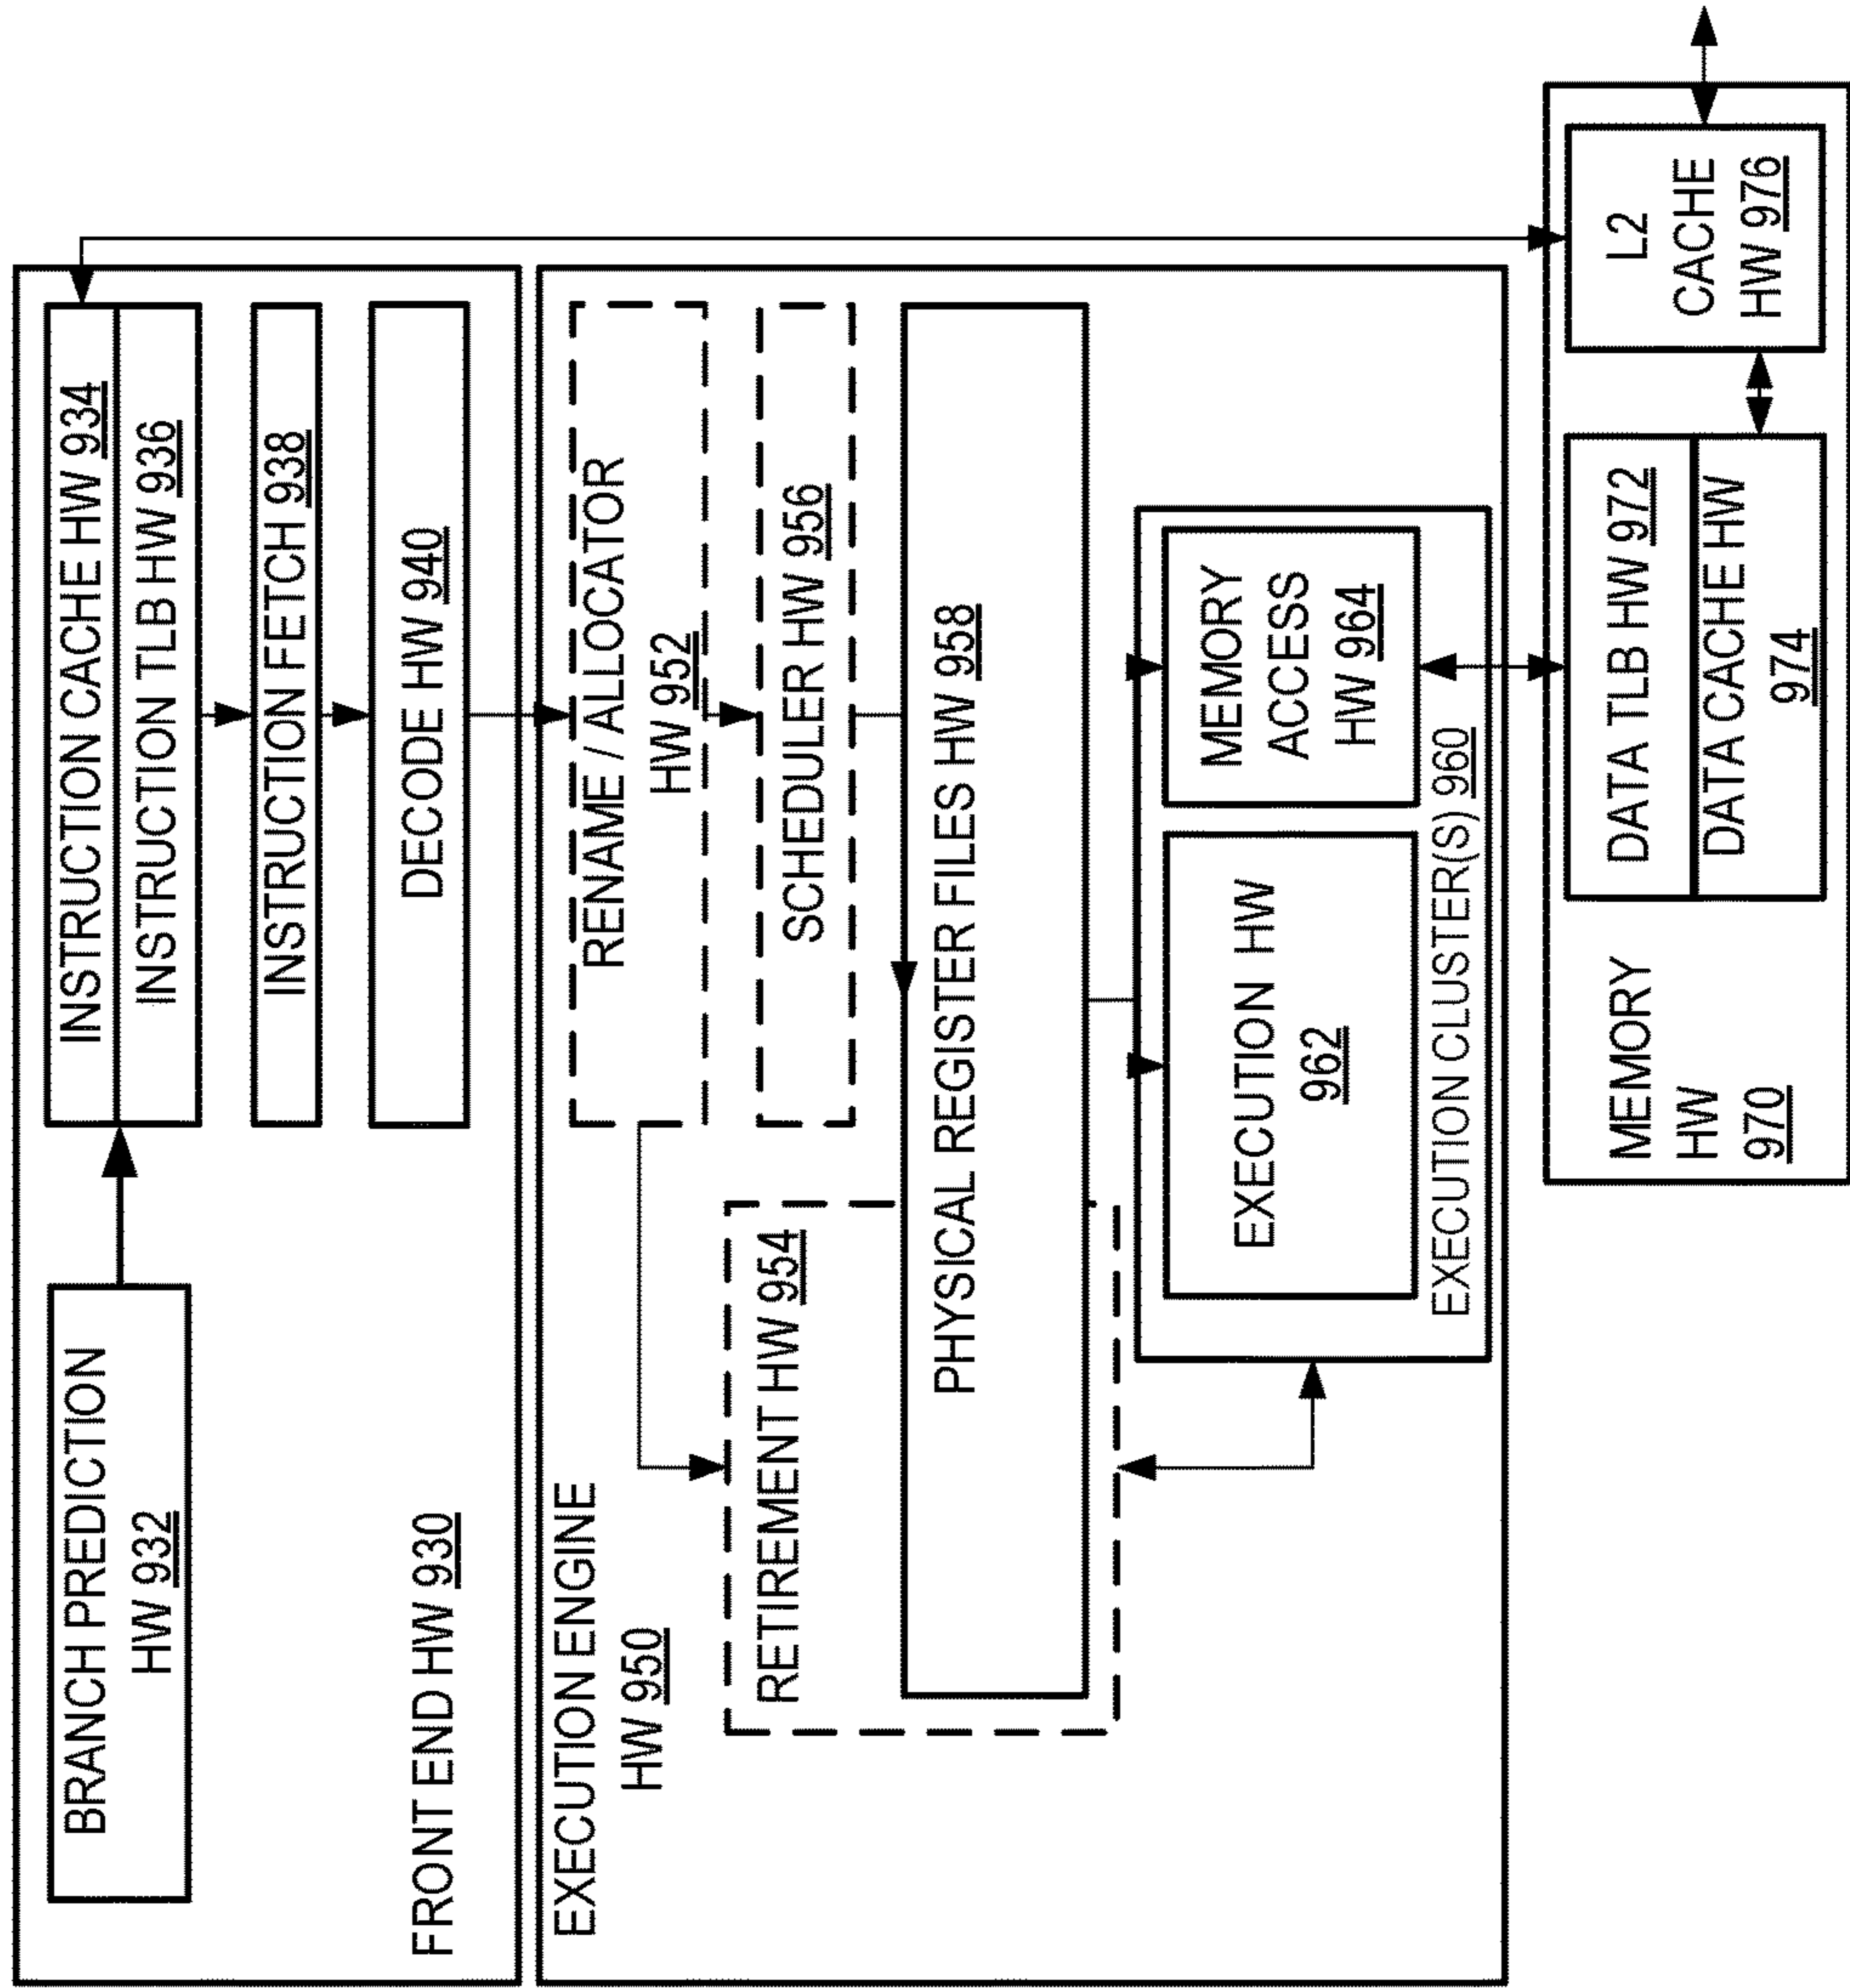 BRANCH PREDICTION
HW 932
INSTRUCTION CACHE HW 934
INSTRUCTION TLB HW 936
INSTRUCTION FETCH 938
DECODE HW 940
FRONT END HW 930
EXECUTION ENGINE
HW 950
RENAME / ALLOCATOR
HW 952
RETIREMENT HW 954
SCHEDULER HW 956
PHYSICAL REGISTER FILES HW 958
EXECUTION HW
962
MEMORY
ACCESS
HW 964
EXECUTION CLUSTER(S) 960
MEMORY
HW
970
DATA TLB HW 972
DATA CACHE HW
974
L2
CACHE
HW 976